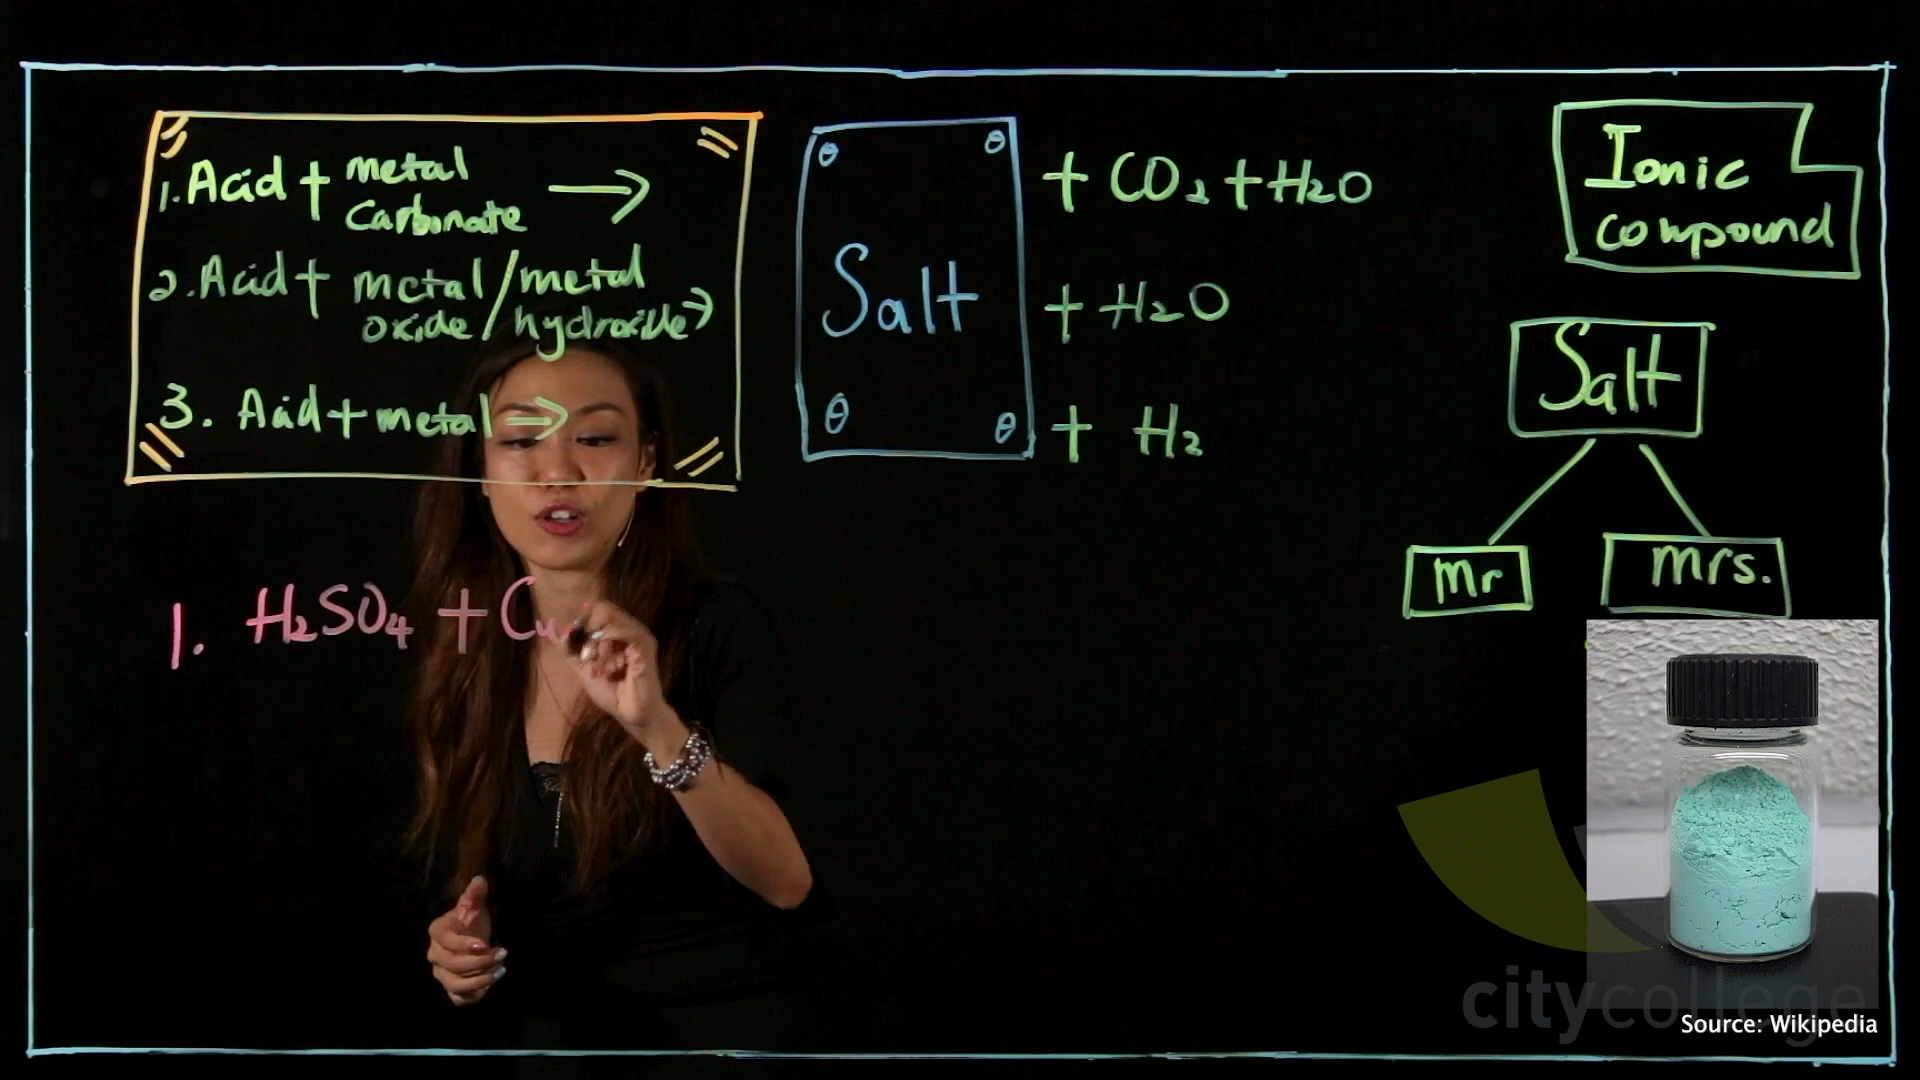 1. Acid + metal carbonate →
2. Acid + metal oxide / metal hydroxide →
3. Acid + metal →
Salt
+ CO₂ + H₂O
+ H₂O
+ H₂
Ionic
compound
Salt
Mr
Mrs.
1. H₂SO₄ + Cu
citycollege
Source: Wikipedia